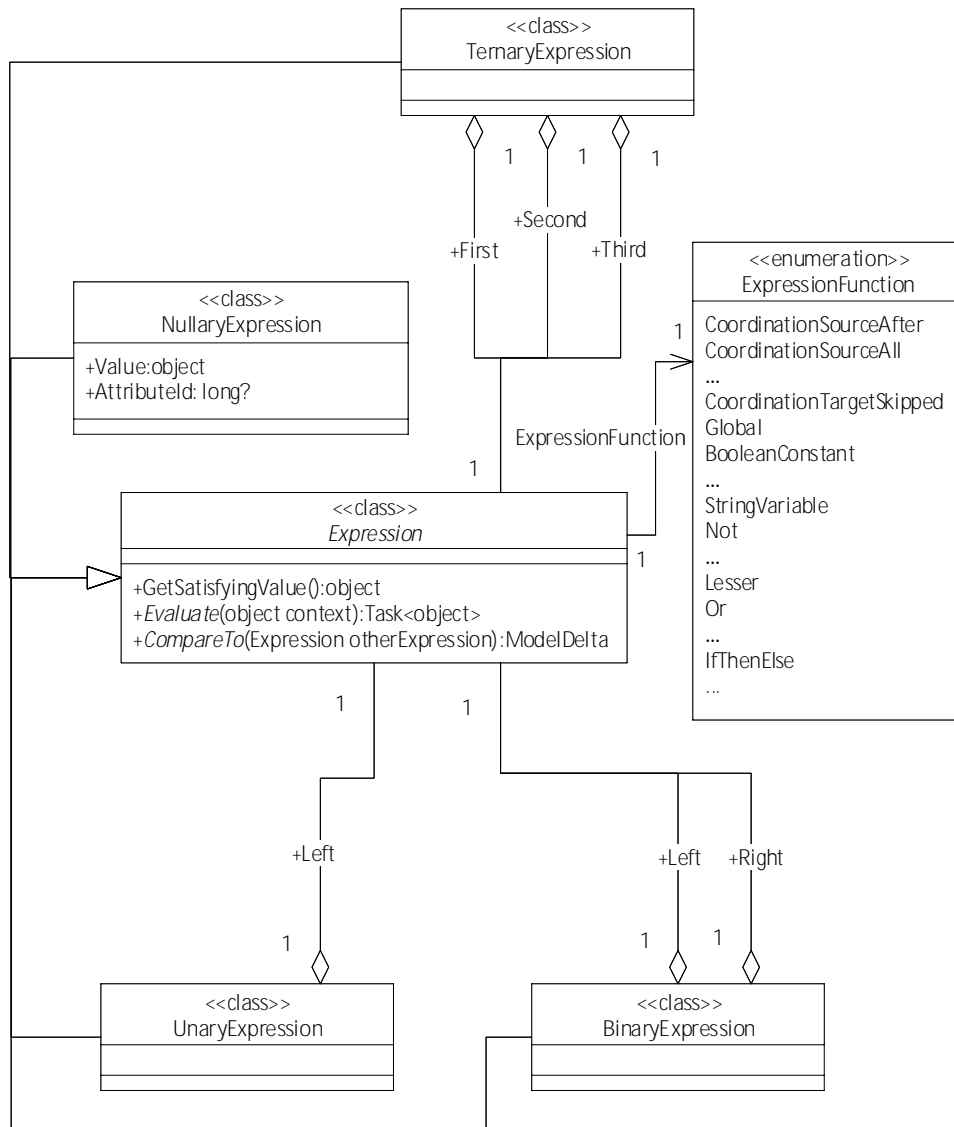 <<class>>
TernaryExpression
1
1
1
+Second
+First
+Third
<<enumeration>>
ExpressionFunction
CoordinationSourceAfter
CoordinationSourceAll
...
CoordinationTargetSkipped
Global
BooleanConstant
...
StringVariable
Not
...
Lesser
Or
...
IfThenElse
...
<<class>>
NullaryExpression
+Value:object
+AttributeId: long?
1
ExpressionFunction
1
1
<<class>>
Expression
+GetSatisfyingValue():object
+Evaluate(object context):Task<object>
+CompareTo(Expression otherExpression):ModelDelta
1
1
+Left
+Left
+Right
1
1
1
<<class>>
UnaryExpression
<<class>>
BinaryExpression